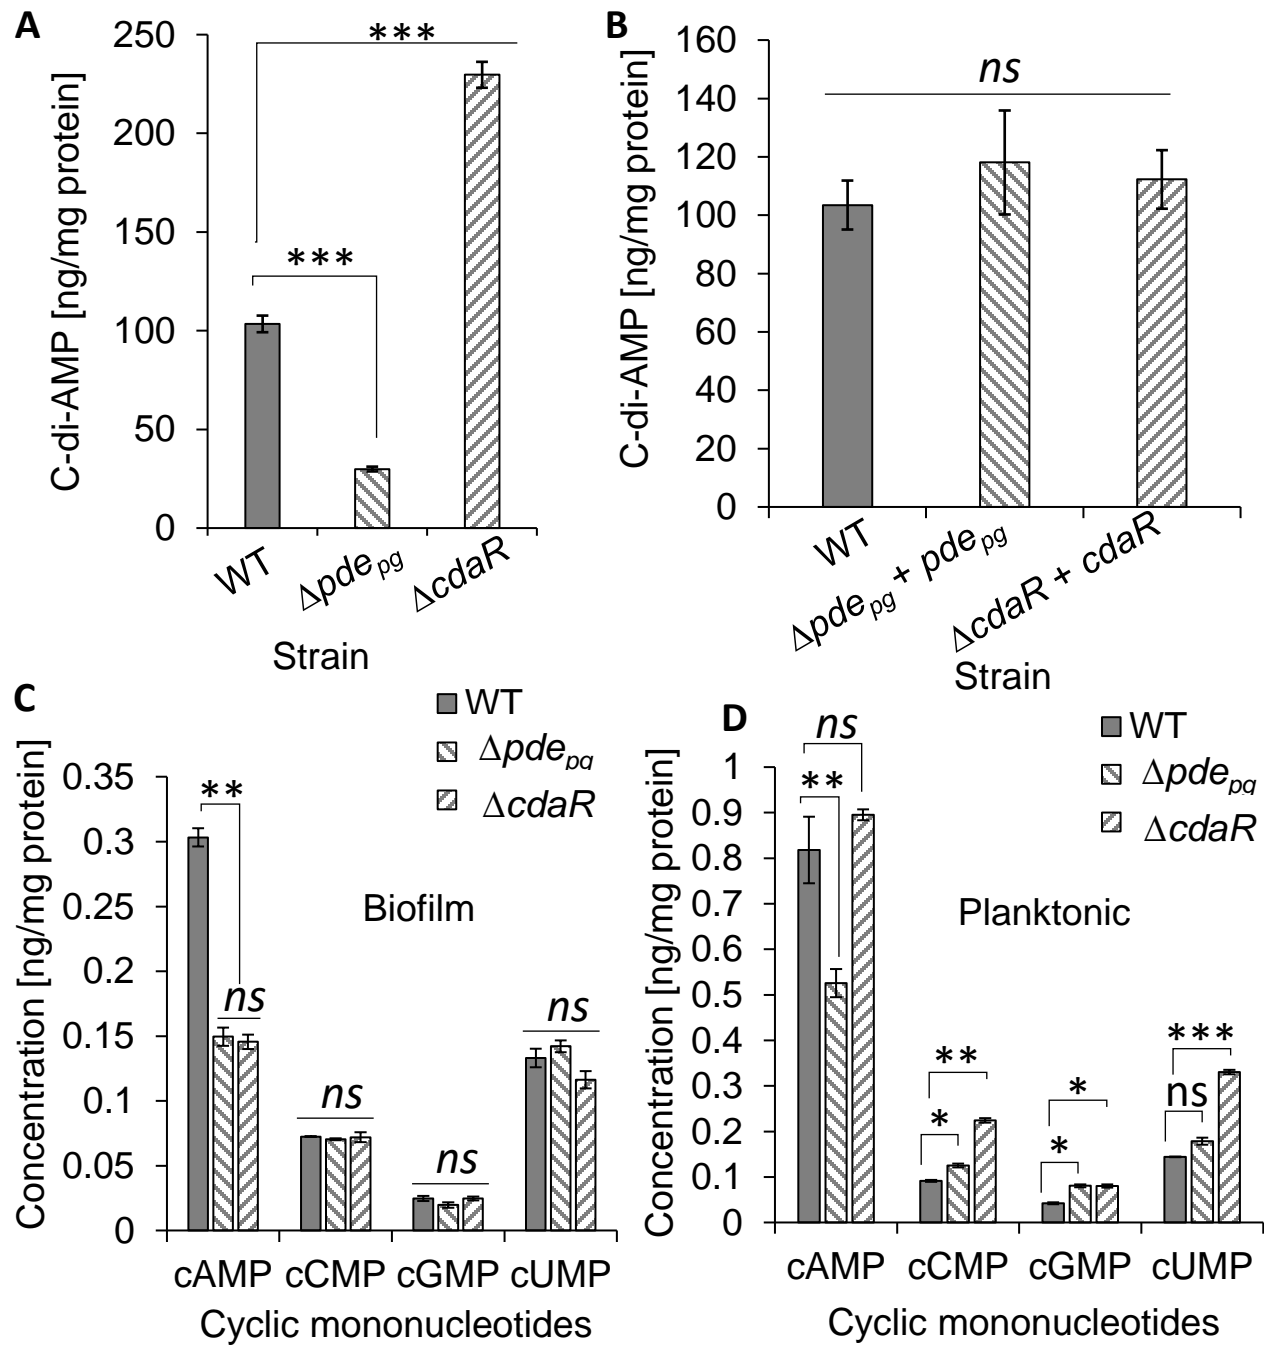 A
C-di-AMP [ng/mg protein]
250
200
150
100
50
0
***
***
WT
Δpde pg
ΔcdaR
Strain
B
C-di-AMP [ng/mg protein]
160
140
120
100
80
60
40
20
0
ns
WT
Δpde pg + pde pg
ΔcdaR + cdaR
Strain
C
WT
Δpde pg
ΔcdaR
Concentration [ng/mg protein]
0.35
0.3
0.25
0.2
0.15
0.1
0.05
0
**
Biofilm
ns
ns
ns
ns
cAMP cCMP cGMP cUMP
Cyclic mononucleotides
D
WT
Δpde pg
ΔcdaR
Concentration [ng/mg protein]
1
0.9
0.8
0.7
0.6
0.5
0.4
0.3
0.2
0.1
0
ns
**
Planktonic
**
*
*
*
***
ns
cAMP cCMP cGMP cUMP
Cyclic mononucleotides